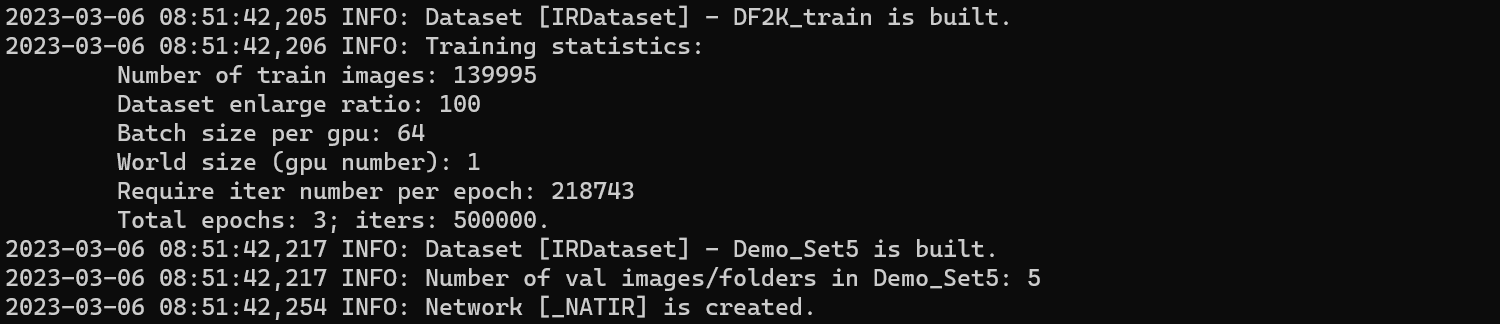 2023-03-06 08:51:42,205 INFO: Dataset [IRDataset] - DF2K_train is built.
2023-03-06 08:51:42,206 INFO: Training statistics:
Number of train images: 139995
Dataset enlarge ratio: 100
Batch size per gpu: 64
World size (gpu number): 1
Require iter number per epoch: 218743
Total epochs: 3; iters: 500000.
2023-03-06 08:51:42,217 INFO: Dataset [IRDataset] - Demo_Set5 is built.
2023-03-06 08:51:42,217 INFO: Number of val images/folders in Demo_Set5: 5
2023-03-06 08:51:42,254 INFO: Network [_NATIR] is created.